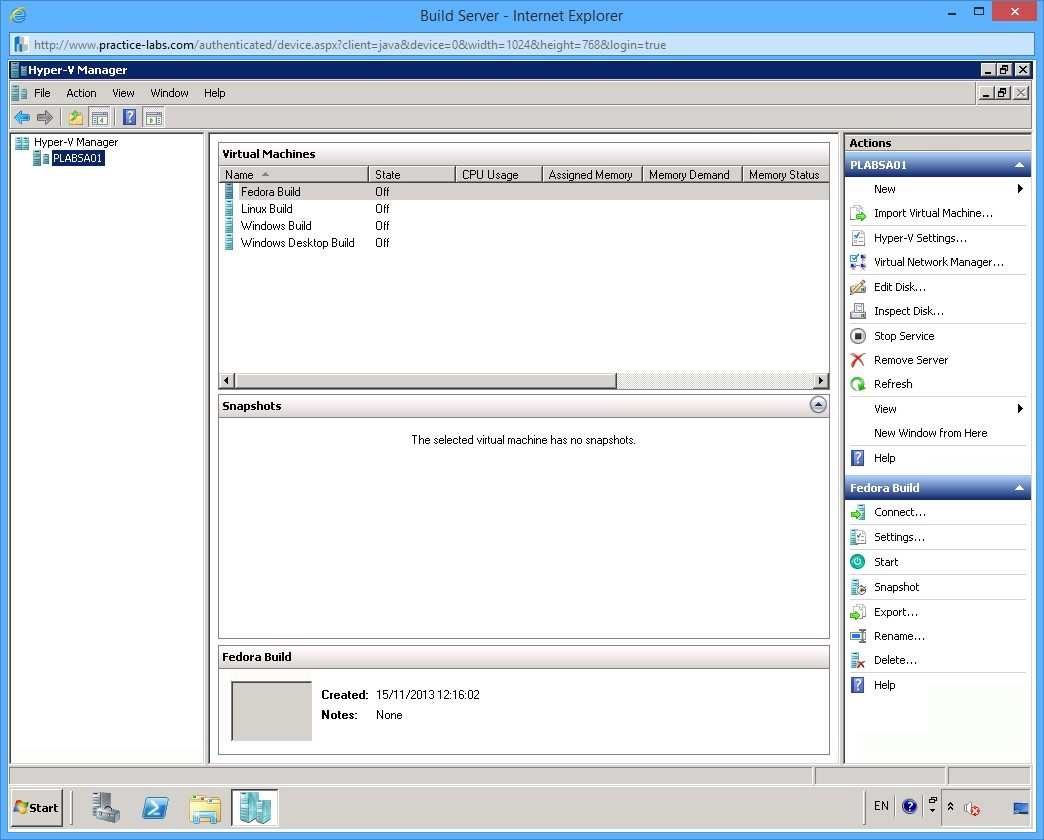 Build Server - Internet Explorer
http://www.practice-labs.com/authenticated/device.aspx?client=java&device=0&width=1024&height=768&login=true
Hyper-V Manager
File Action View Window Help
Hyper-V Manager
PLABSA01
Virtual Machines
Name State CPU Usage Assigned Memory Memory Demand Memory Status
Fedora Build Off
Linux Build Off
Windows Build Off
Windows Desktop Build Off
Snapshots
The selected virtual machine has no snapshots.
Fedora Build
Created: 15/11/2013 12:16:02
Notes: None
Actions
PLABSA01
New
Import Virtual Machine...
Hyper-V Settings...
Virtual Network Manager...
Edit Disk...
Inspect Disk...
Stop Service
Remove Server
Refresh
View
New Window from Here
Help
Fedora Build
Connect...
Settings...
Start
Snapshot
Export...
Rename...
Delete...
Help
Start
EN